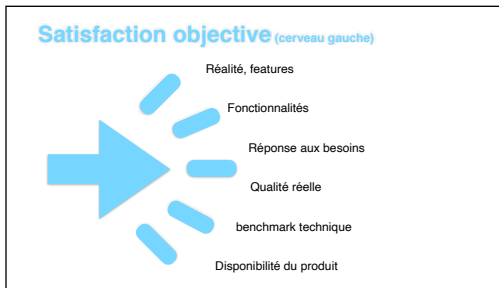 Satisfaction objective (cerveau gauche)
Réalité, features
Fonctionnalités
Réponse aux besoins
Qualité réelle
benchmark technique
Disponibilité du produit